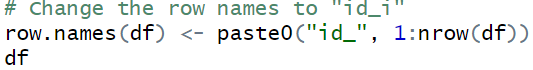 # Change the row names to "id_i"
row.names(df) <- paste0("id_", 1:nrow(df))
df